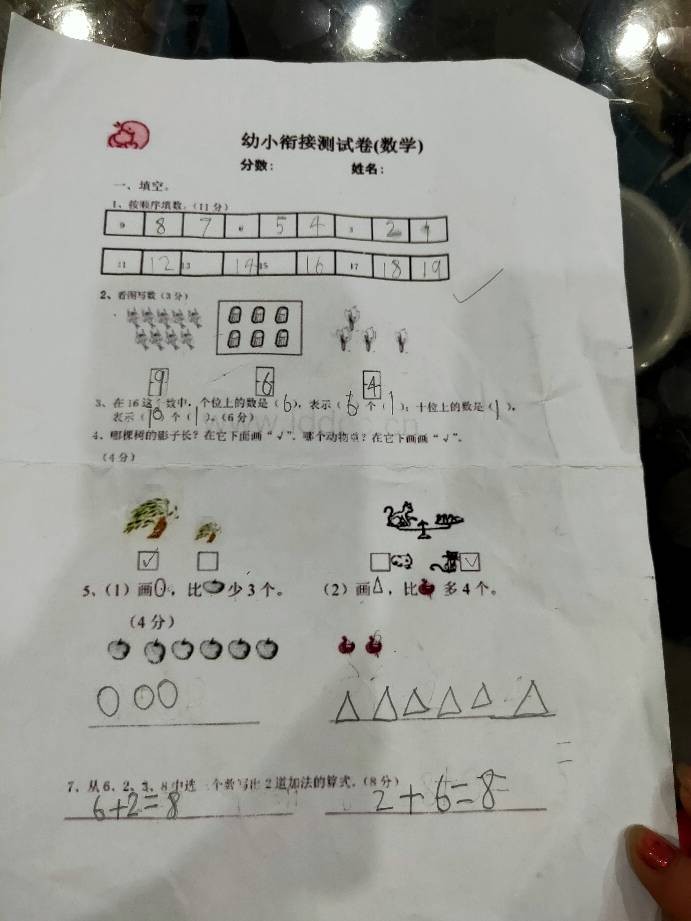 幼小衔接测试卷(数学)
分数： 姓名：
一、填空。
1、按顺序填数。(11分)
9 8 7 6 5 4 3 2 1
11 12 13 14 15 16 17 18 19
2、看图写数（3分）
9 6 4
3、在16这个数中，个位上的数是（6），表示（6）个（1）；十位上的数是（1），
表示（10）个（1）。(6分)
4、哪棵树的影子长？在它下面画“√”。哪个动物重？在它下面画“√”。
（4分）
√ √
5、（1）画O，比 少3个。 （2）画△，比 多4个。
（4分）
7、从6、2、 、8中选三个数写出2道加法的算式。（8分）
6+2=8 2+6=8